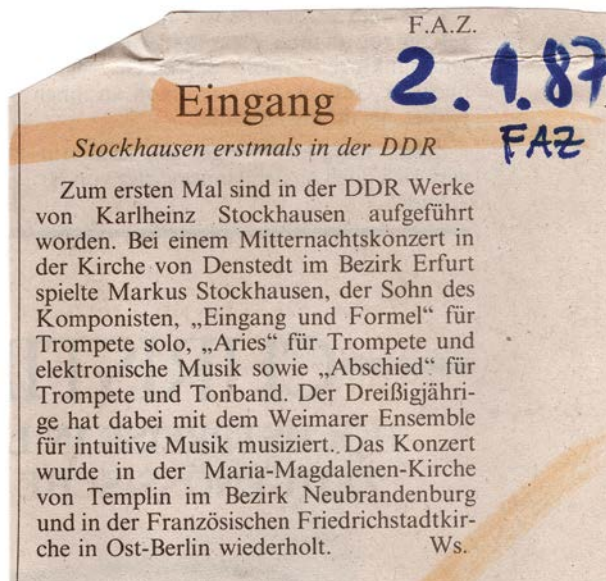 F.A.Z.
2.9.87
FAZ
Eingang
Stockhausen erstmals in der DDR
Zum ersten Mal sind in der DDR Werke
von Karlheinz Stockhausen aufgeführt
worden. Bei einem Mitternachtskonzert in
der Kirche von Denstedt im Bezirk Erfurt
spielte Markus Stockhausen, der Sohn des
Komponisten, „Eingang und Formel“ für
Trompete solo, „Aries“ für Trompete und
elektronische Musik sowie „Abschied“ für
Trompete und Tonband. Der Dreißigjähri-
ge hat dabei mit dem Weimarer Ensemble
für intuitive Musik musiziert. Das Konzert
wurde in der Maria-Magdalenen-Kirche
von Templin im Bezirk Neubrandenburg
und in der Französischen Friedrichstadtkir-
che in Ost-Berlin wiederholt. Ws.